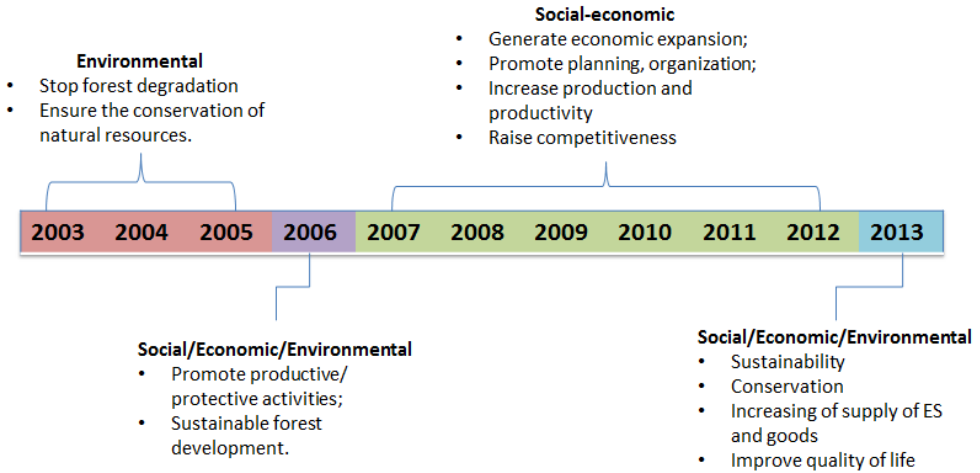 Environmental
• Stop forest degradation
• Ensure the conservation of
natural resources.
Social-economic
• Generate economic expansion;
• Promote planning, organization;
• Increase production and
productivity
• Raise competitiveness
2003 2004 2005 2006 2007 2008 2009 2010 2011 2012 2013
Social/Economic/Environmental
• Promote productive/
protective activities;
• Sustainable forest
development.
Social/Economic/Environmental
• Sustainability
• Conservation
• Increasing of supply of ES
and goods
• Improve quality of life